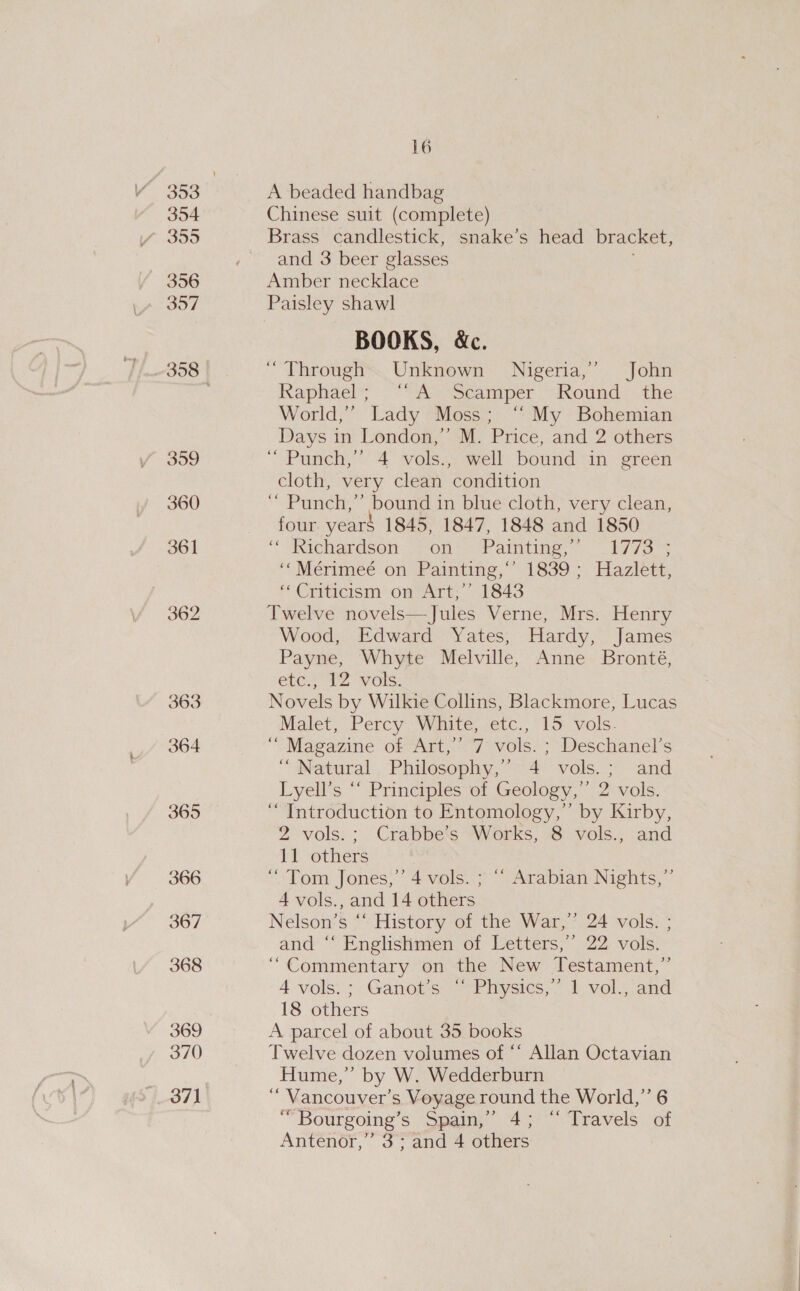 16
353 A beaded handbag
354 Chinese suit (complete)
355 Brass candlestick, snake's head bracket,
and 3 beer glasses
356 Amber necklace
357 Paisley shawl
BOOKS, &c.
358 “Through Unknown Nigeria,” John
Raphael; “A Scamper Round the
World,” Lady Moss; “My Bohemian
Days in London,” M. Price, and 2 others
359 “Punch,” 4 vols., well bound in green
cloth, very clean condition
360 “Punch,” bound in blue cloth, very clean,
four years 1845, 1847, 1848 and 1850
361 “Richardson on Painting,” 1773;
“Mérimeé on Painting,” 1839; Hazlett,
“Criticism on Art,” 1843
362 Twelve novels—Jules Verne, Mrs. Henry
Wood, Edward Yates, Hardy, James
Payne, Whyte Melville, Anne Bronté,
etc., 12 vols.
363 Novels by Wilkie Collins, Blackmore, Lucas
Malet, Percy White, etc., 15 vols.
364 “Magazine of Art,” 7 vols.; Deschanel's
“Natural Philosophy,” 4 vols.; and
Lyell's “Principles of Geology,” 2 vols.
365 “Introduction to Entomology,” by Kirby,
2 vols.; Crabbe's Works, 8 vols., and
11 others
366 “Tom Jones,” 4 vols.; “Arabian Nights,”
4 vols., and 14 others
367 Nelson's “History of the War,” 24 vols.;
and “Englishmen of Letters,” 22 vols.
368 “Commentary on the New Testament,”
4 vols.; Ganot's “Physics,” 1 vol., and
18 others
369 A parcel of about 35 books
370 Twelve dozen volumes of “Allan Octavian
Hume,” by W. Wedderburn
371 “Vancouver's Voyage round the World,” 6
“Bourgoing's Spain,” 4; “Travels of
Antenor,” 3; and 4 others